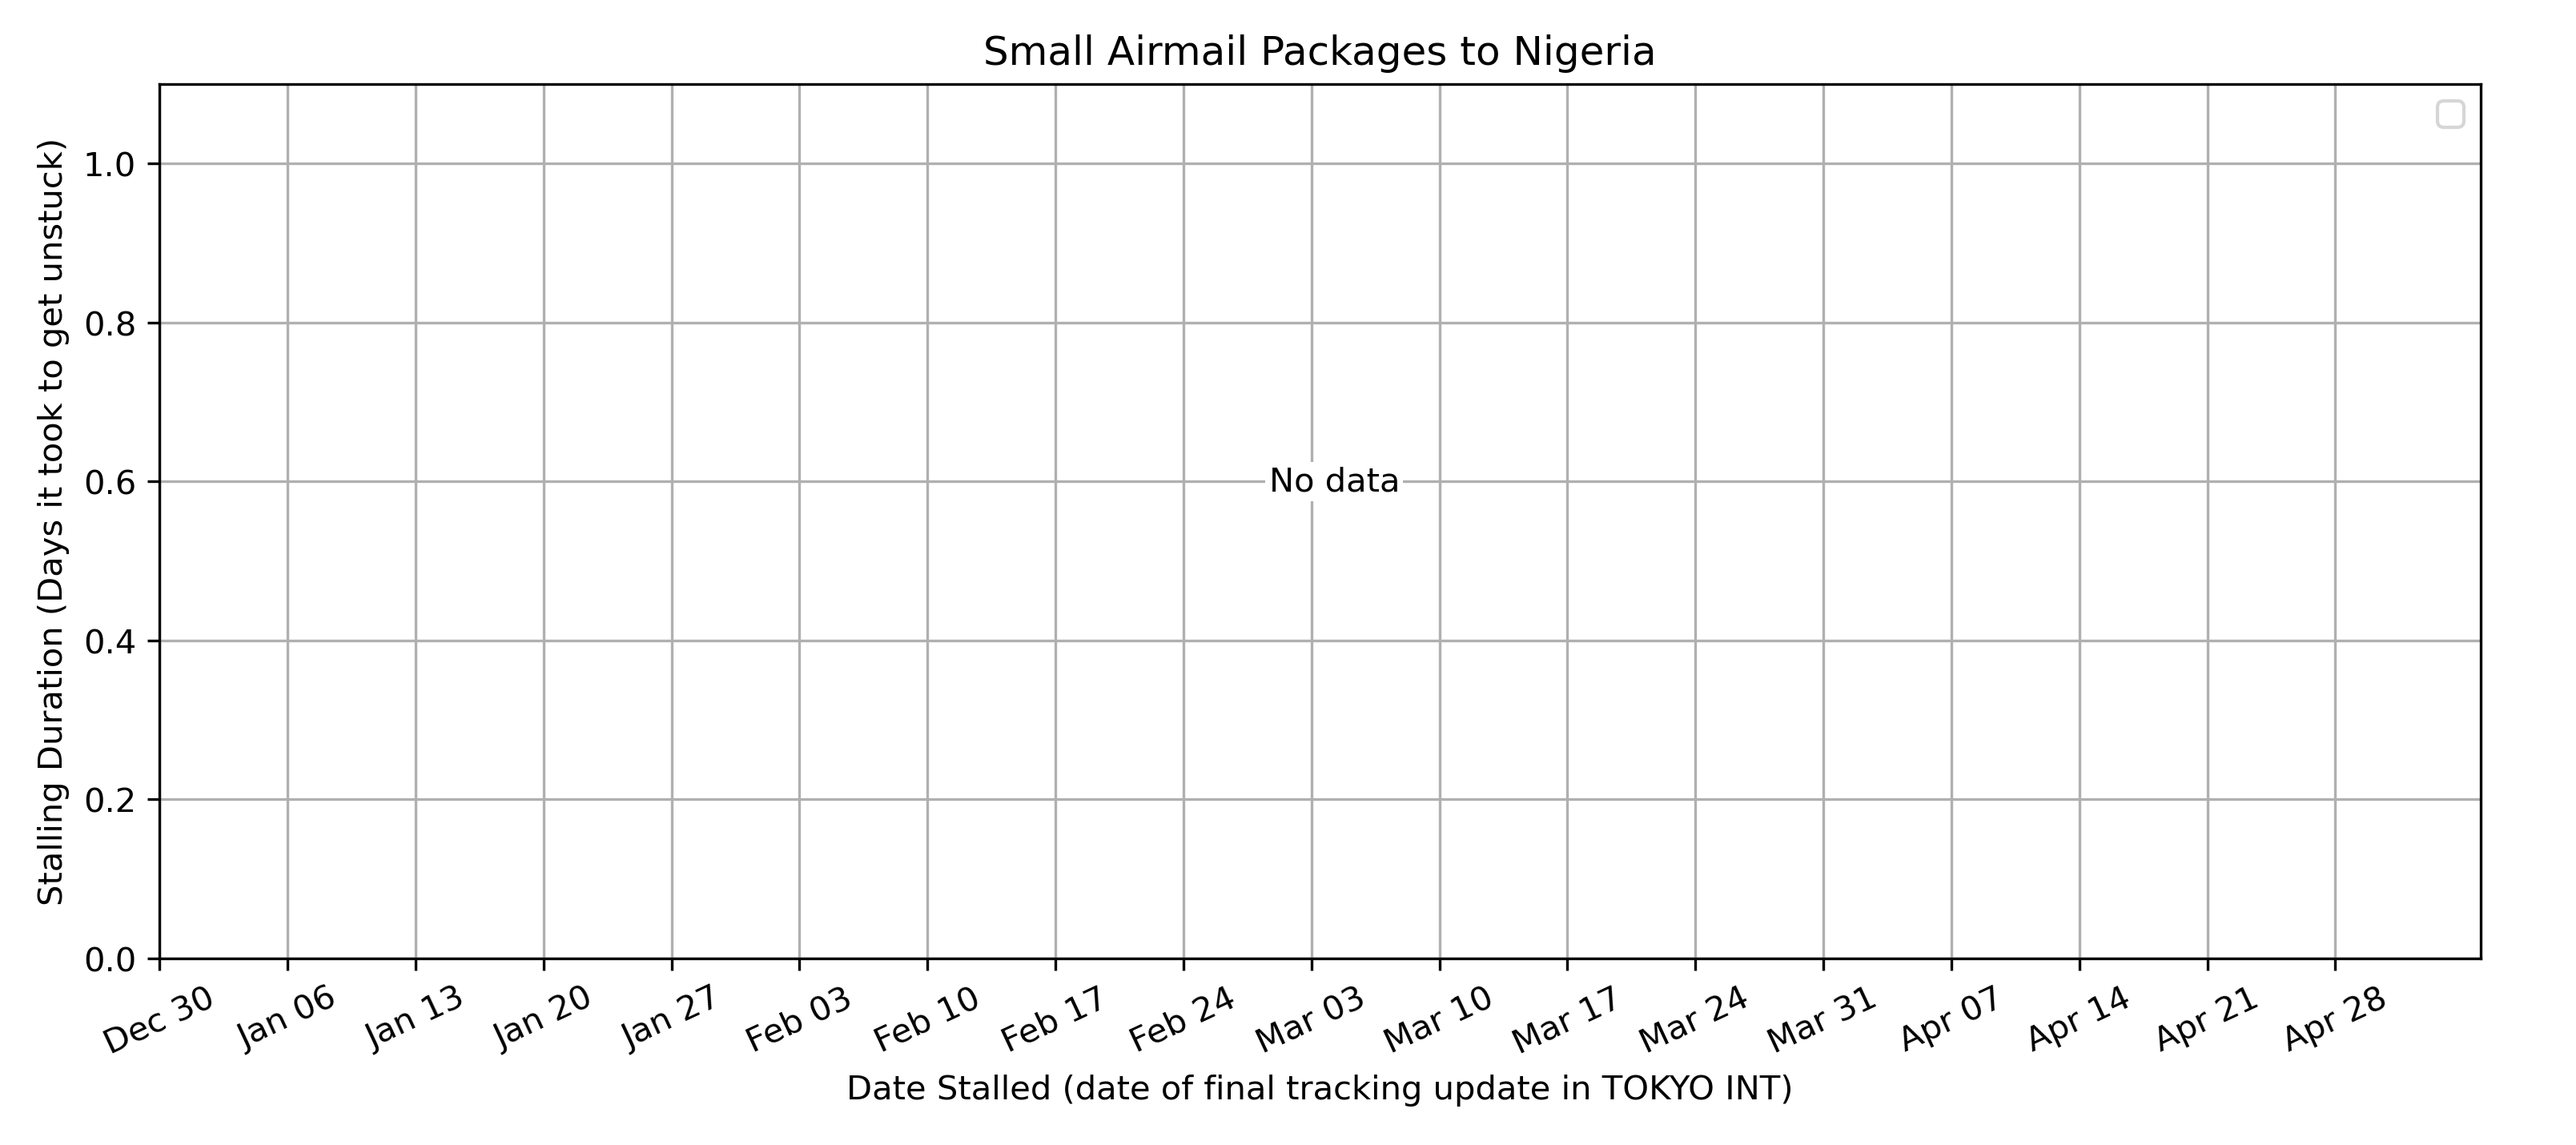 Small Airmail Packages to Nigeria
Stalling Duration (Days it took to get unstuck)
1.0
0.8
0.6
0.4
0.2
0.0
No data
Dec 30 Jan 06 Jan 13 Jan 20 Jan 27 Feb 03 Feb 10 Feb 17 Feb 24 Mar 03 Mar 10 Mar 17 Mar 24 Mar 31 Apr 07 Apr 14 Apr 21 Apr 28
Date Stalled (date of final tracking update in TOKYO INT)